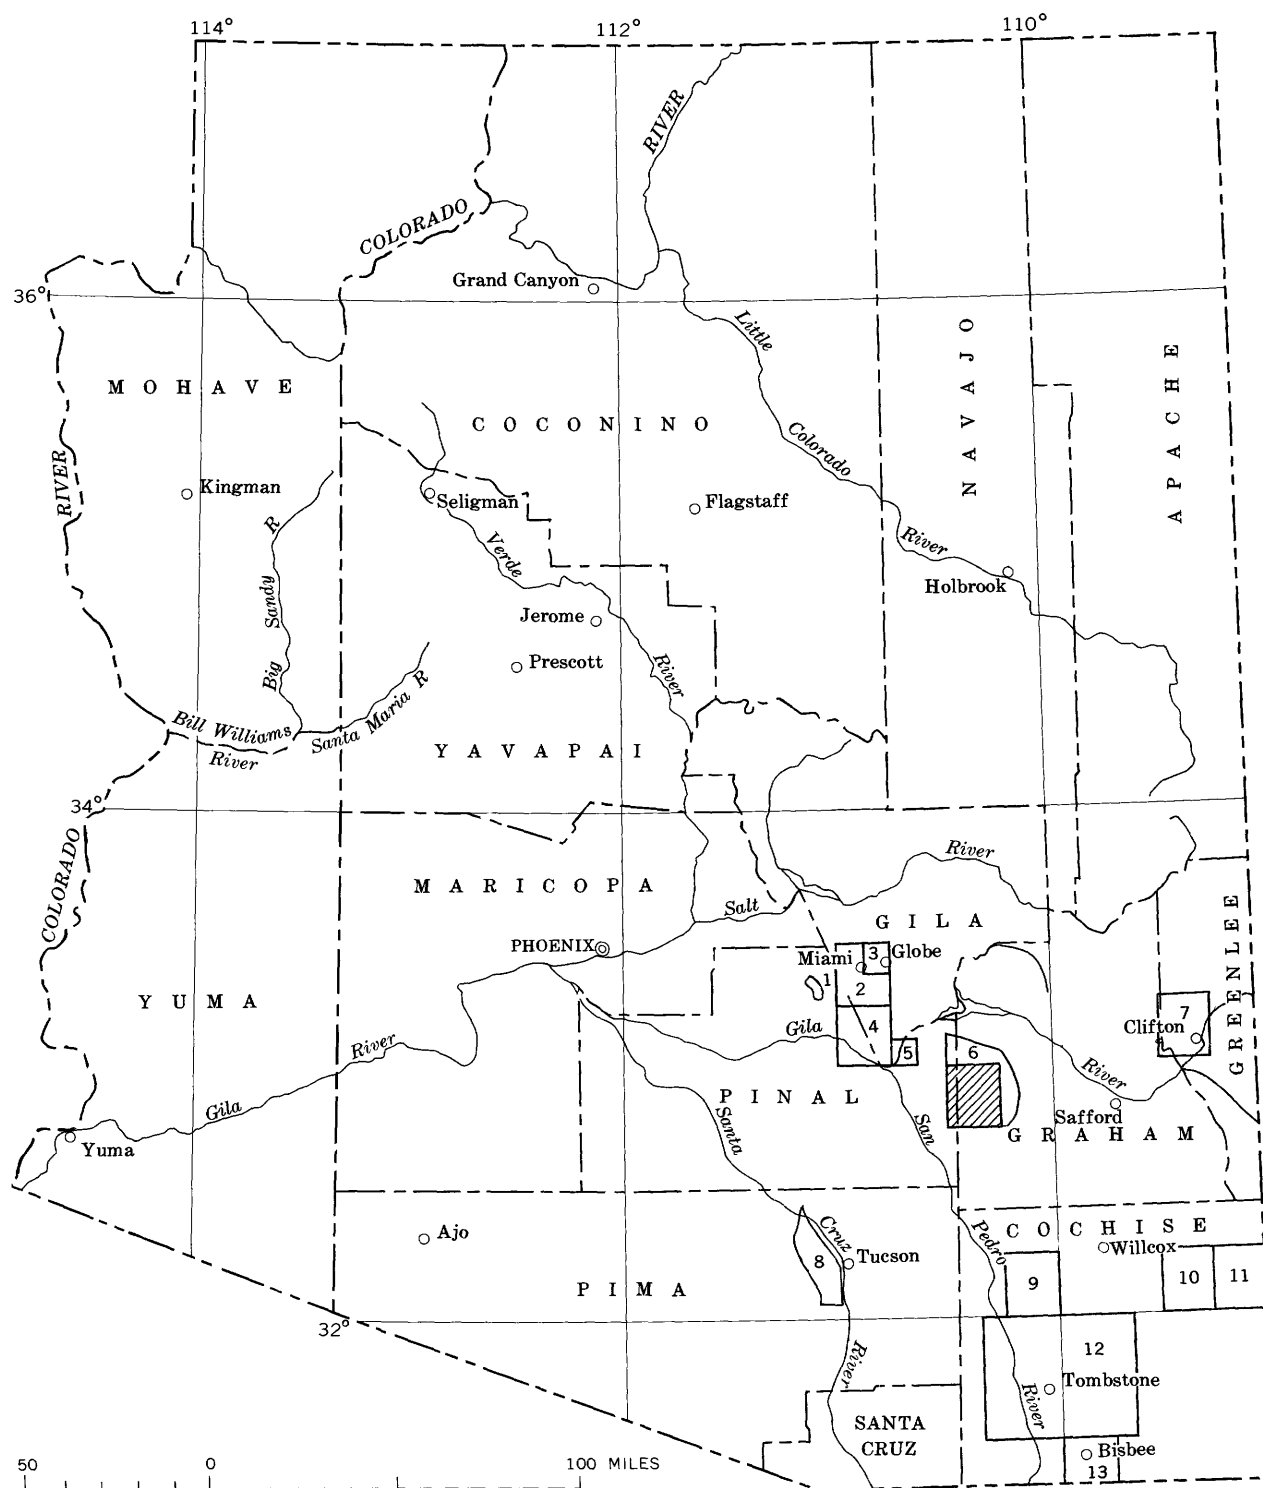 114°
112°
110°
RIVER
COLORADO
Grand Canyon
36°
Little
MOHAVE
COCONINO
NAVAJO
APACHE
Colorado
RIVER
Kingman
R
Seligman
Flagstaff
Verde
River
Holbrook
Big Sandy
Jerome
Prescott
River
Bill Williams
River
Santa Maria R
YAVAPAI
34°
COLORADO
MARICOPA
River
Salt
GILA
GREENLEE
PHOENIX
Miami
3
Globe
1
2
YUMA
7
Clifton
Gila
4
River
5
6
River
Gila
PINAL
Safford
GRAHAM
Santa
San
Yuma
COCHISE
Ajo
Cruz
Pedro
Willcox
8
Tucson
9
10
11
PIMA
32°
12
River
Tombstone
River
SANTA
CRUZ
Bisbee
13
50
0
100 MILES